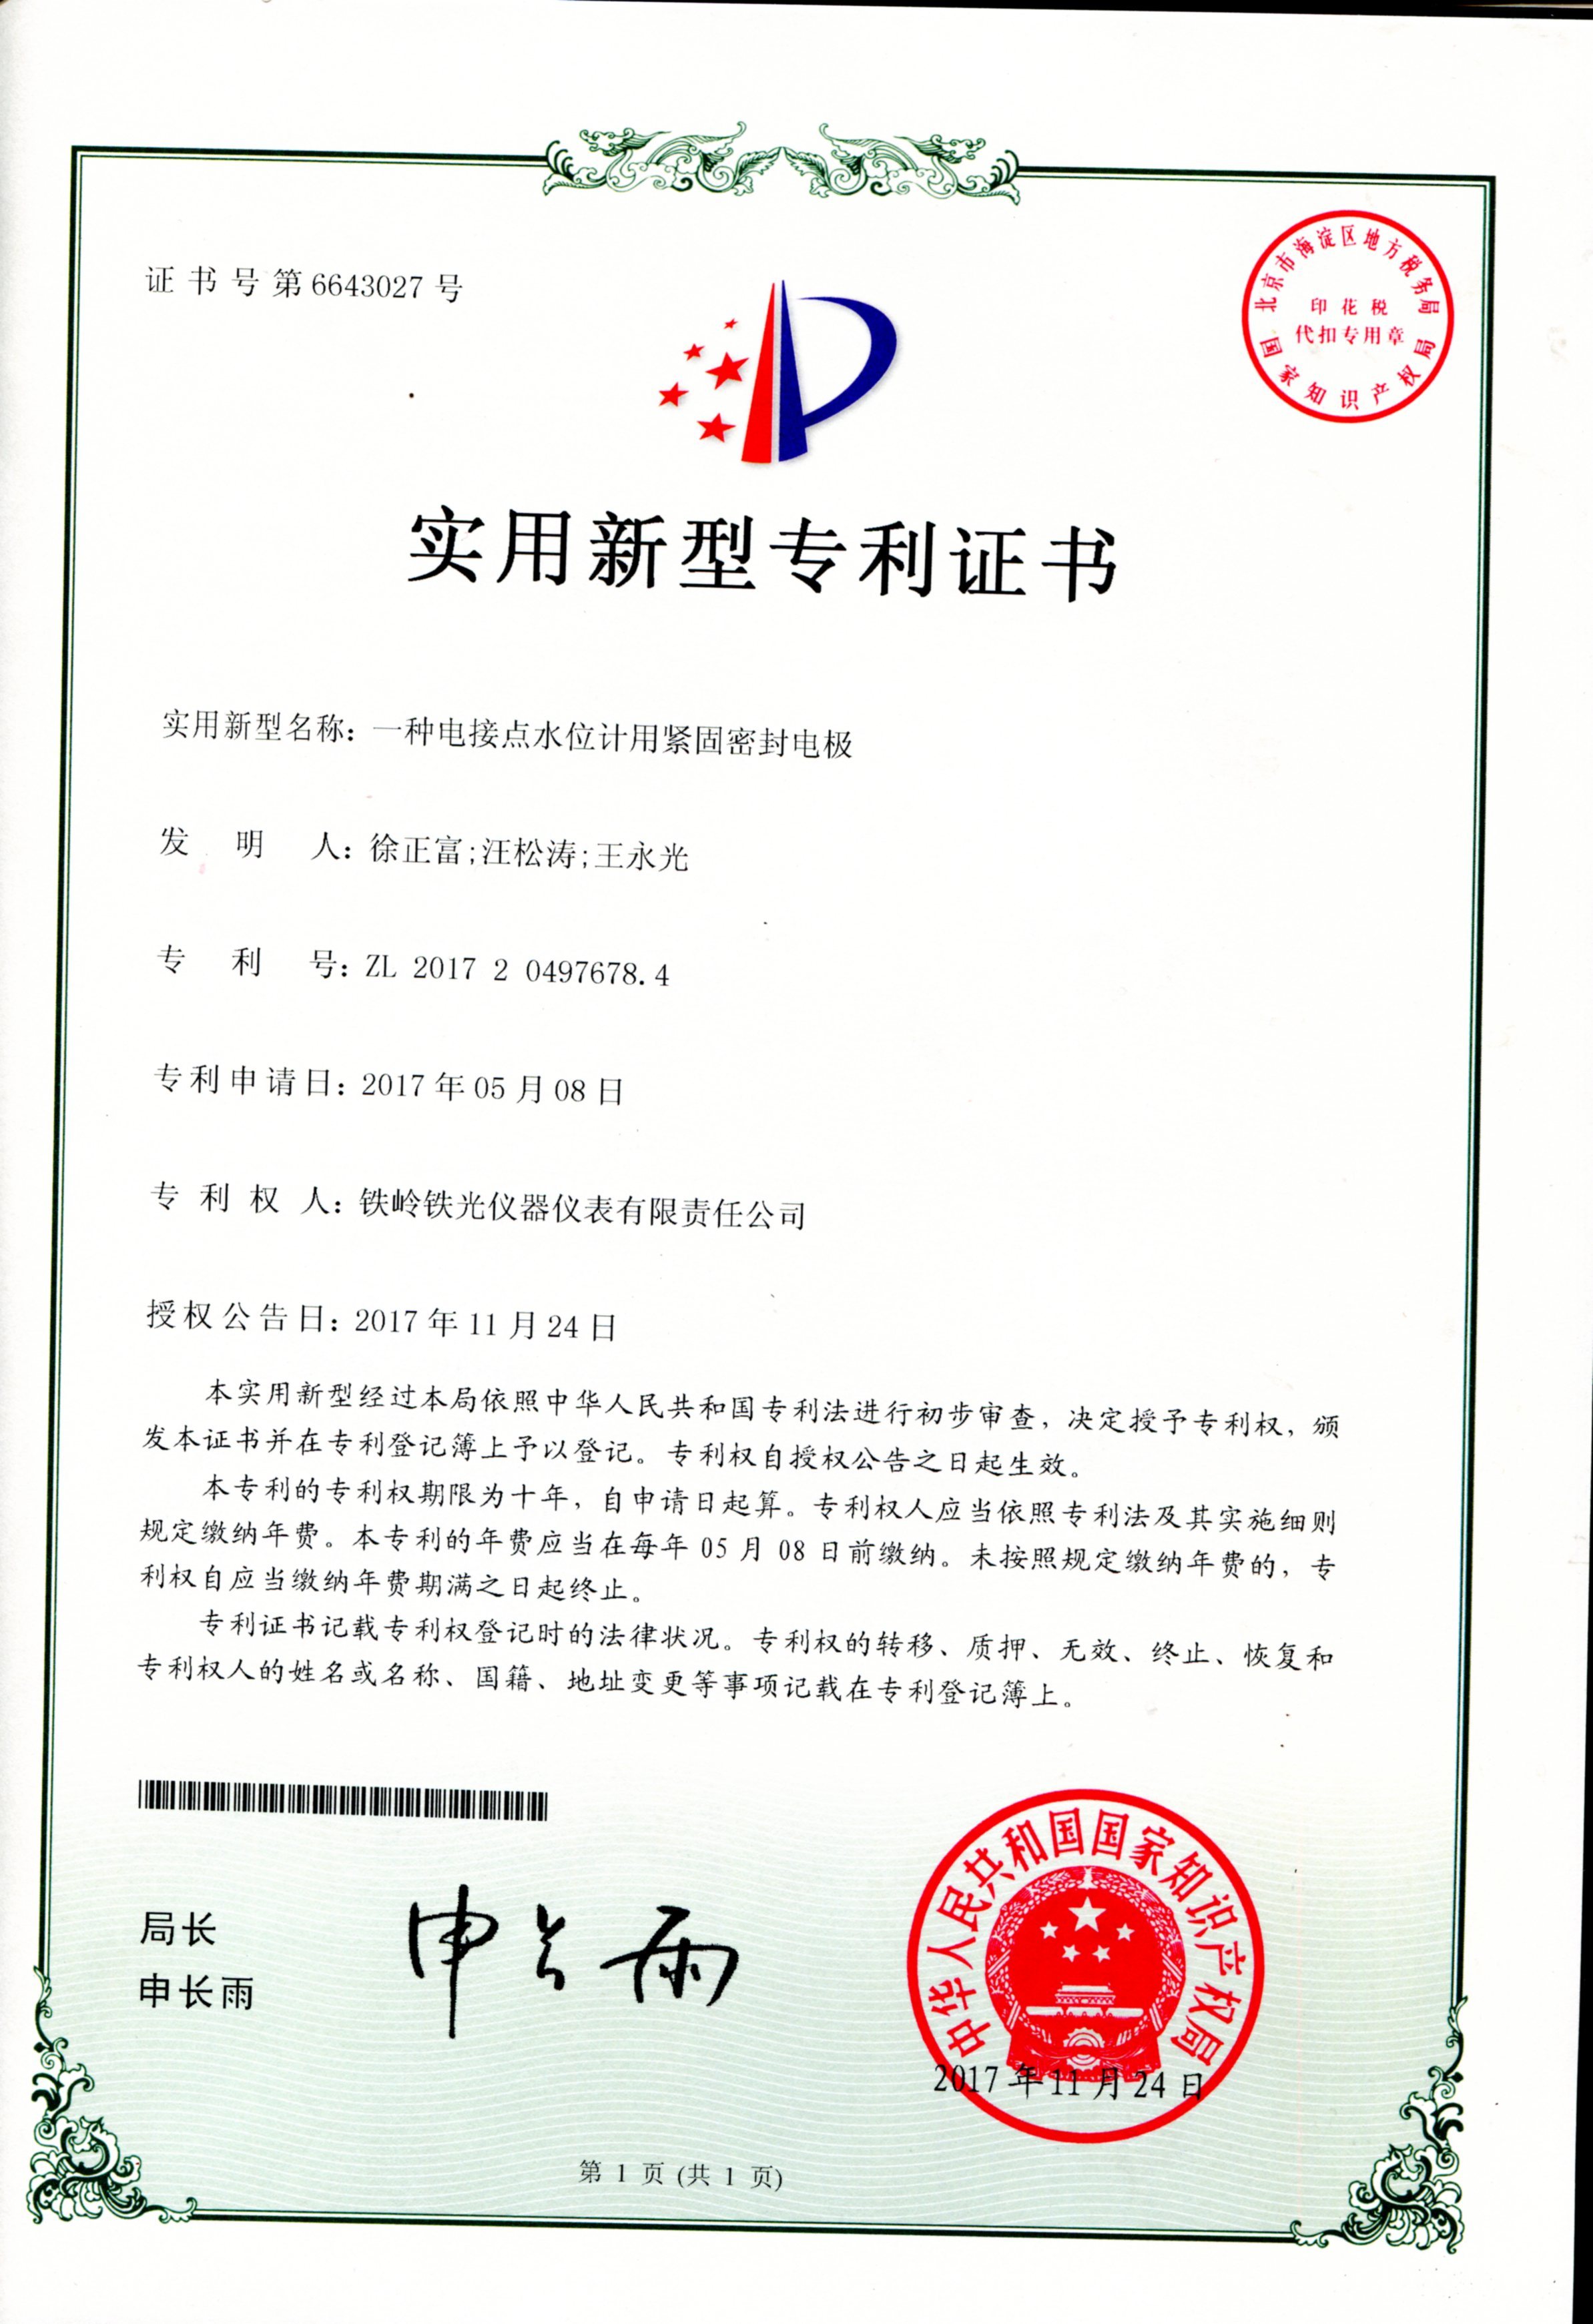 证书号第6643027号
北京市海淀区地方税务局
印花税
代扣专用章
国家知识产权局
实用新型专利证书
实用新型名称：一种电接点水位计用紧固密封电极
发明人：徐正富;汪松涛;王永光
专利号：ZL 2017 2 0497678.4
专利申请日：2017年05月08日
专利权人：铁岭铁光仪器仪表有限责任公司
授权公告日：2017年11月24日
本实用新型经过本局依照中华人民共和国专利法进行初步审查，决定授予专利权，颁
发本证书并在专利登记簿上予以登记。专利权自授权公告之日起生效。
本专利的专利权期限为十年，自申请日起算。专利权人应当依照专利法及其实施细则
规定缴纳年费。本专利的年费应当在每年05月08日前缴纳。未按照规定缴纳年费的，专
利权自应当缴纳年费期满之日起终止。
专利证书记载专利权登记时的法律状况。专利权的转移、质押、无效、终止、恢复和
专利权人的姓名或名称、国籍、地址变更等事项记载在专利登记簿上。
局长
申长雨
申长雨
中华人民共和国国家知识产权局
2017年11月24日
第1页(共1页)